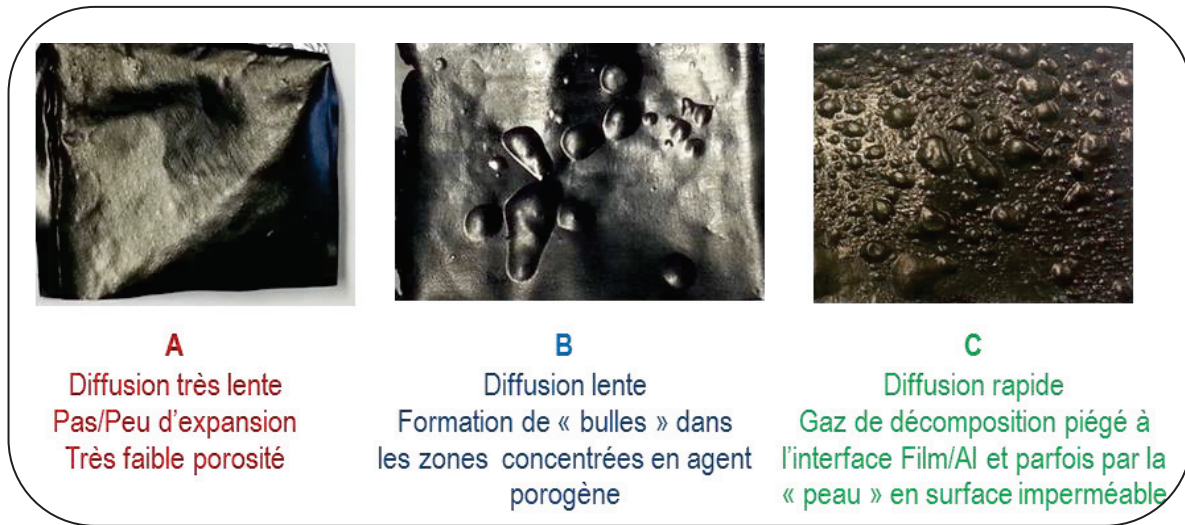 A
Diffusion très lente
Pas/Peu d'expansion
Très faible porosité
B
Diffusion lente
Formation de « bulles » dans
les zones concentrées en agent
porogène
C
Diffusion rapide
Gaz de décomposition piégé à
l'interface Film/Al et parfois par la
« peau » en surface imperméable